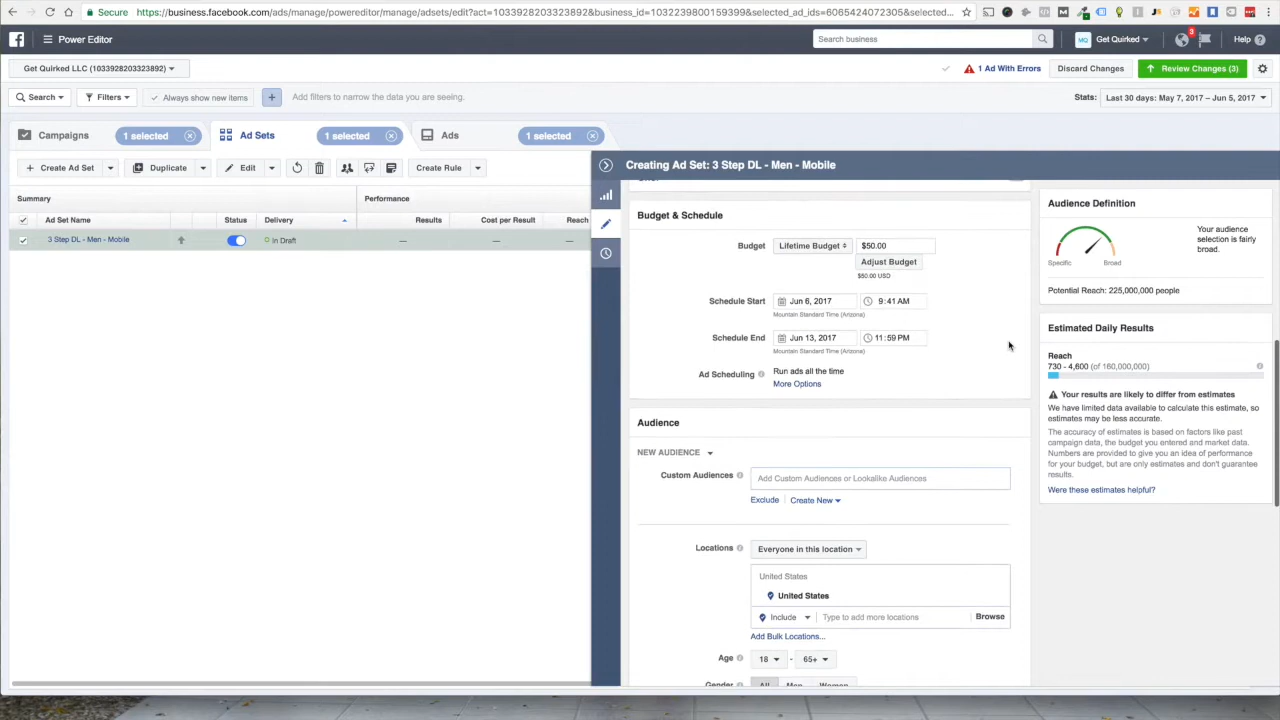 Secure https://business.facebook.com/ads/manage/powereditor/manage/adsets/edit?act=1033928203323892&business_id=1032239800159399&selected_ad_ids=6065424072305&selected...
Power Editor
Search business
MQ Get Quirked
3
Help
Get Quirked LLC (1033928203323892)
1 Ad With Errors
Discard Changes
Review Changes (3)
Search
Filters
Always show new items
+
Add filters to narrow the data you are seeing.
Stats:
Last 30 days: May 7, 2017 – Jun 5, 2017
Campaigns
1 selected
Ad Sets
1 selected
Ads
1 selected
+ Create Ad Set
Duplicate
Edit
Create Rule
Creating Ad Set: 3 Step DL - Men - Mobile
Summary
Performance
Ad Set Name
Status
Delivery
Results
Cost per Result
Reach
3 Step DL - Men - Mobile
In Draft
—
—
—
Budget & Schedule
Budget
Lifetime Budget
$50.00
Adjust Budget
$50.00 USD
Schedule Start
Jun 6, 2017
9:41 AM
Mountain Standard Time (Arizona)
Schedule End
Jun 13, 2017
11:59 PM
Mountain Standard Time (Arizona)
Ad Scheduling
Run ads all the time
More Options
Audience
NEW AUDIENCE
Custom Audiences
Add Custom Audiences or Lookalike Audiences
Exclude
Create New
Locations
Everyone in this location
United States
United States
Include
Type to add more locations
Browse
Add Bulk Locations...
Age
18
-
65+
Gender
All
Men
Women
Audience Definition
Your audience
selection is fairly
broad.
Specific
Broad
Potential Reach: 225,000,000 people
Estimated Daily Results
Reach
730 - 4,600 (of 160,000,000)
Your results are likely to differ from estimates
We have limited data available to calculate this estimate, so
estimates may be less accurate.
The accuracy of estimates is based on factors like past
campaign data, the budget you entered and market data.
Numbers are provided to give you an idea of performance
for your budget, but are only estimates and don't guarantee
results.
Were these estimates helpful?